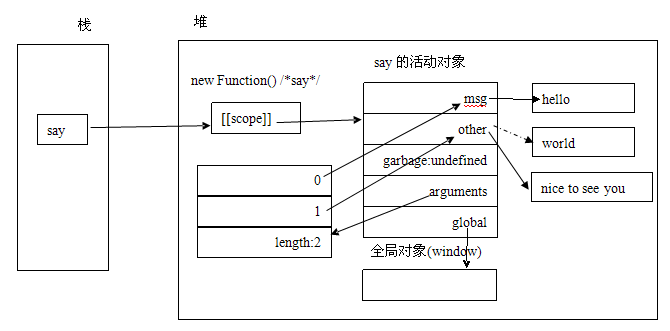 栈
堆
say 的活动对象
new Function() /*say*/
msg
hello
[[scope]]
say
other
world
garbage:undefined
0
arguments
nice to see you
1
global
length:2
全局对象(window)